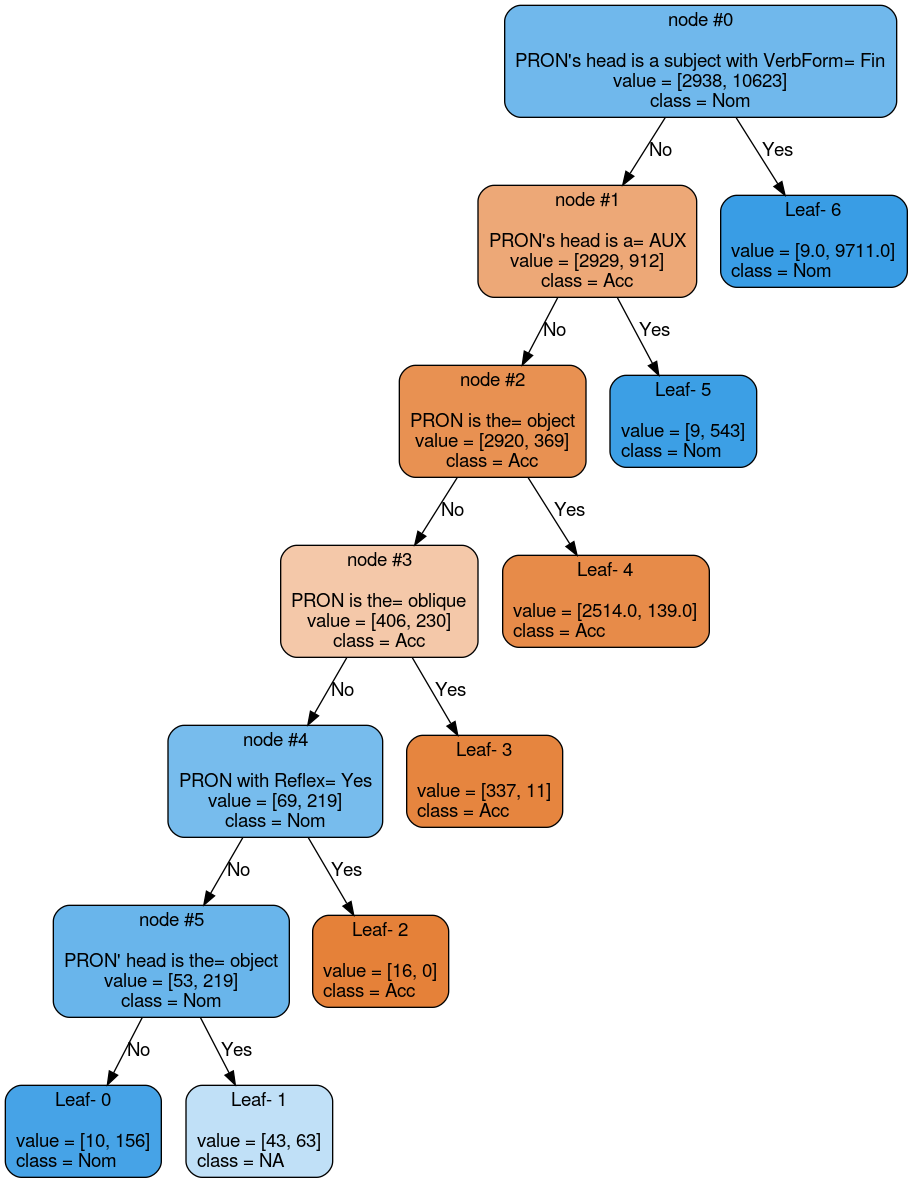 node #0
PRON's head is a subject with VerbForm= Fin
value = [2938, 10623]
class = Nom
No
Yes
node #1
PRON's head is a= AUX
value = [2929, 912]
class = Acc
Leaf- 6
value = [9.0, 9711.0]
class = Nom
No
Yes
node #2
PRON is the= object
value = [2920, 369]
class = Acc
Leaf- 5
value = [9, 543]
class = Nom
No
Yes
node #3
PRON is the= oblique
value = [406, 230]
class = Acc
Leaf- 4
value = [2514.0, 139.0]
class = Acc
No
Yes
node #4
PRON with Reflex= Yes
value = [69, 219]
class = Nom
Leaf- 3
value = [337, 11]
class = Acc
No
Yes
node #5
PRON' head is the= object
value = [53, 219]
class = Nom
Leaf- 2
value = [16, 0]
class = Acc
No
Yes
Leaf- 0
value = [10, 156]
class = Nom
Leaf- 1
value = [43, 63]
class = NA